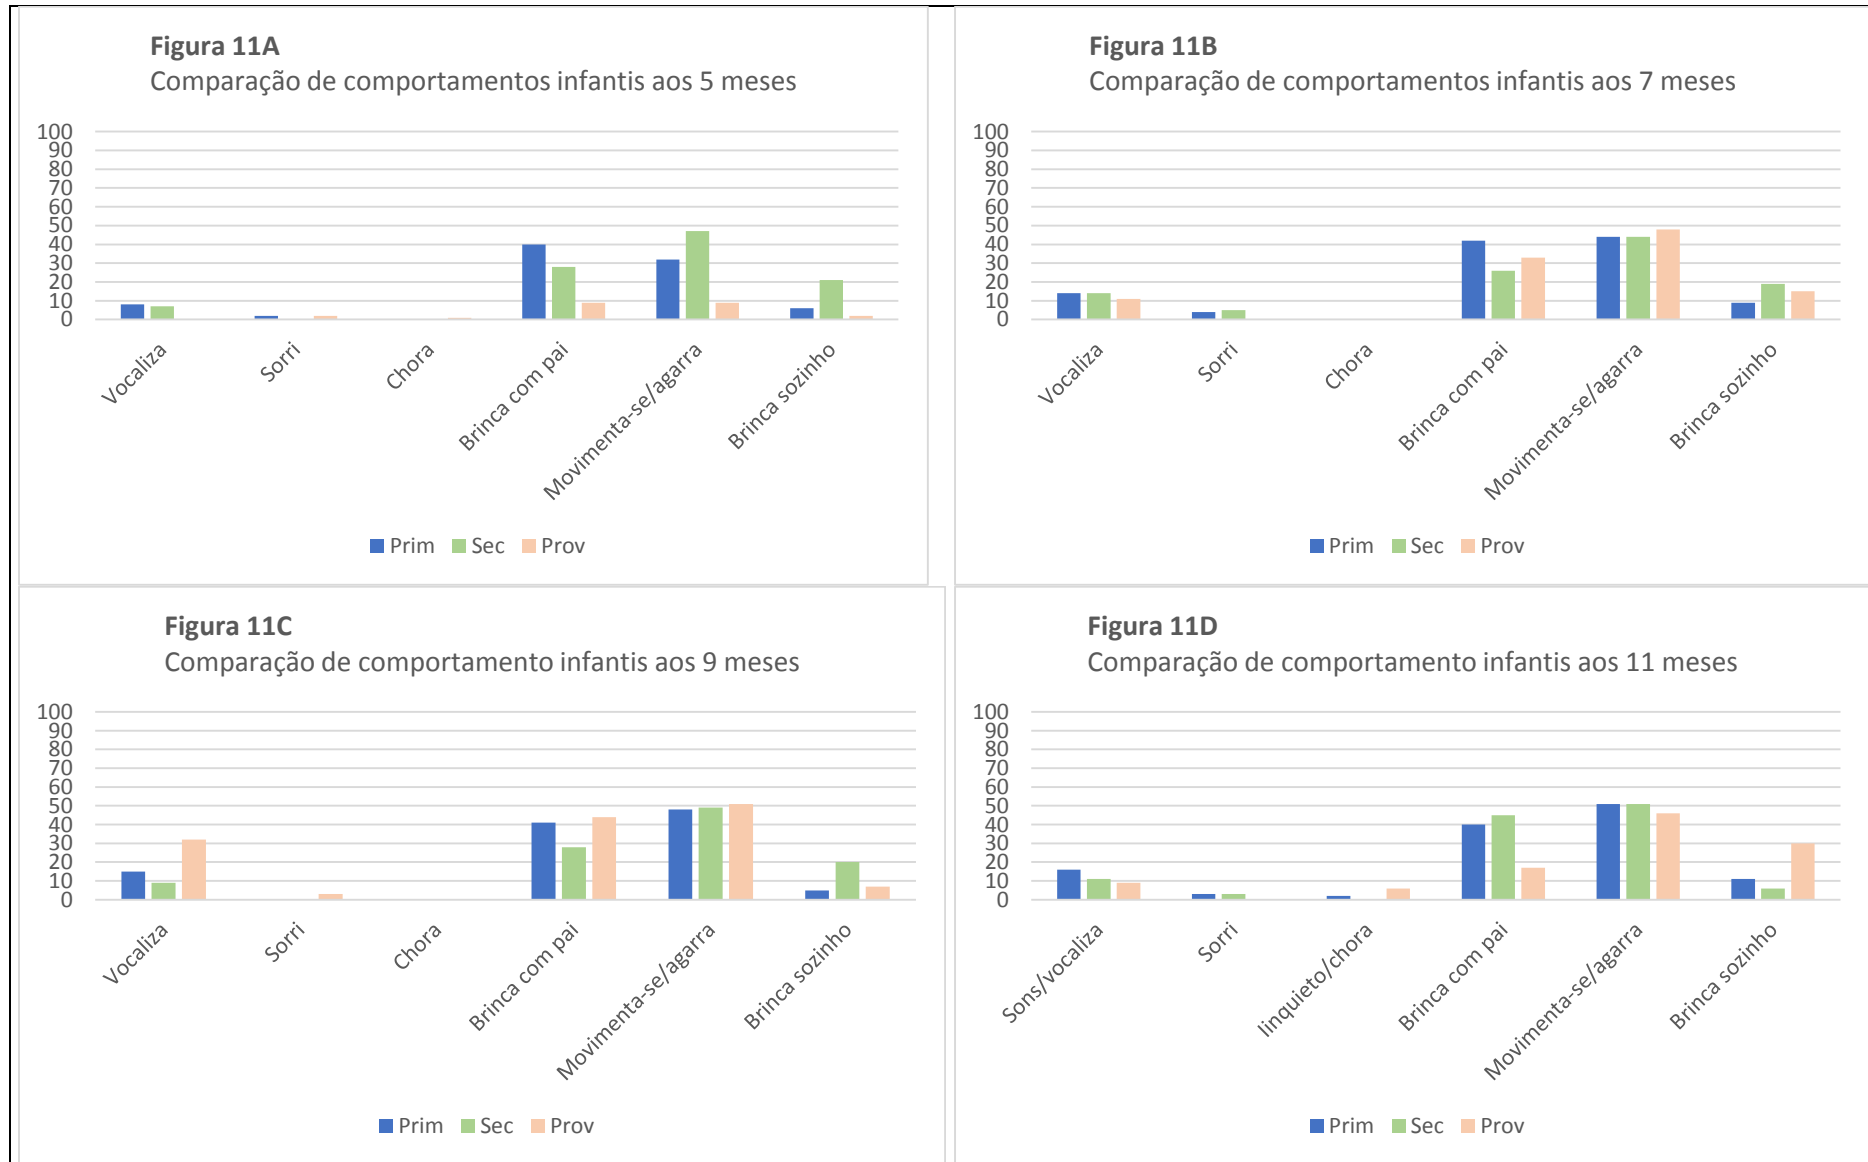 Figura 11A
Comparação de comportamentos infantis aos 5 meses
100
90
80
70
60
50
40
30
20
10
0
Vocaliza
Sorri
Chora
Brinca com pai
Movimenta-se/agarra
Brinca sozinho
Prim Sec Prov
Figura 11B
Comparação de comportamentos infantis aos 7 meses
100
90
80
70
60
50
40
30
20
10
0
Vocaliza
Sorri
Chora
Brinca com pai
Movimenta-se/agarra
Brinca sozinho
Prim Sec Prov
Figura 11C
Comparação de comportamento infantis aos 9 meses
100
90
80
70
60
50
40
30
20
10
0
Vocaliza
Sorri
Chora
Brinca com pai
Movimenta-se/agarra
Brinca sozinho
Prim Sec Prov
Figura 11D
Comparação de comportamento infantis aos 11 meses
100
90
80
70
60
50
40
30
20
10
0
Sons/vocaliza
Sorri
Iinquieto/chora
Brinca com pai
Movimenta-se/agarra
Brinca sozinho
Prim Sec Prov